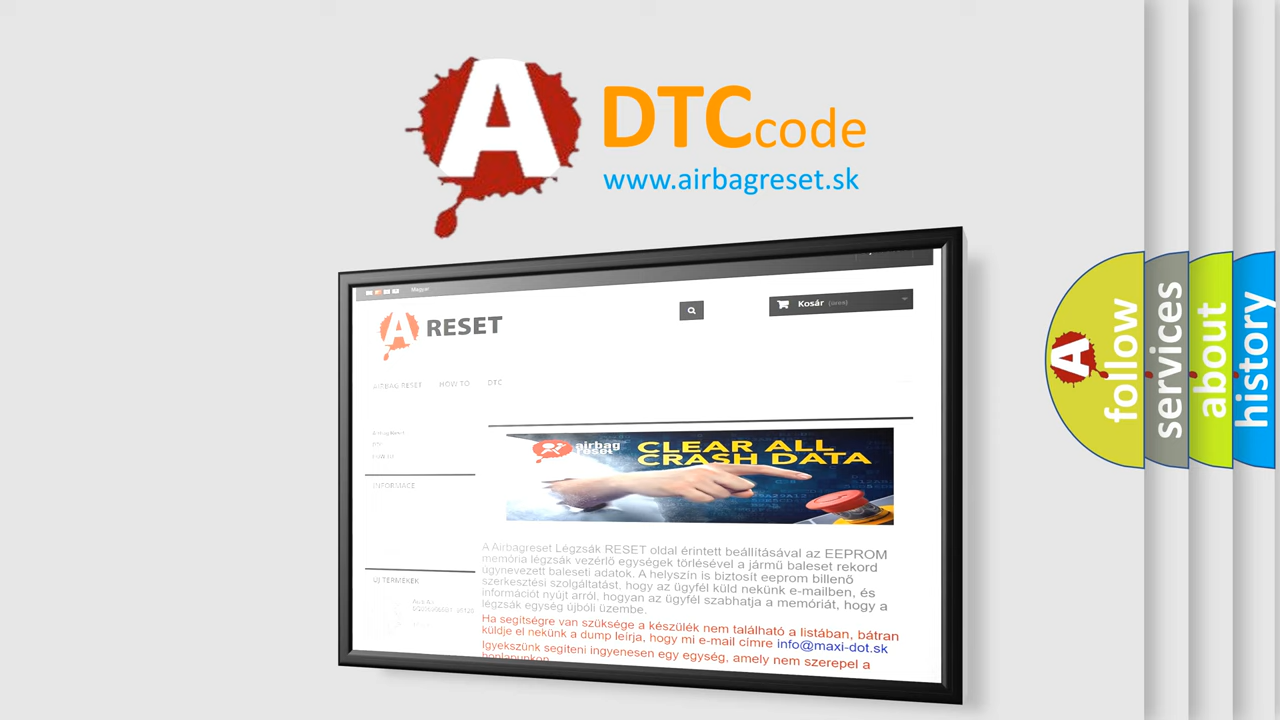 A
DTC code
www.airbagreset.sk
Magyar
A RESET
Kosár (üres)
AIRBAG RESET HOW TO DTC
INFORMACE
airbag
reset
CLEAR ALL
CRASH DATA
A Airbagreset Légzsák RESET oldal érintett beállításával az EEPROM
memória légzsák vezérlő egységek törlésével a jármű baleset rekord
úgynevezett baleseti adatok. A helyszín is biztosít eeprom billenő
szerkesztési szolgáltatást, hogy az ügyfél küld nekünk e-mailben, és
információt nyújt arról, hogyan az ügyfél szabhatja a memóriát, hogy a
légzsák egység újbóli üzembe.
ÚJ TERMÉKEK
Ha segítségre van szüksége a készülék nem található a listában, bátran
küldje el nekünk a dump leírja, hogy mi e-mail címre info@maxi-dot.sk
Igyekszünk segíteni ingyenesen egy egység, amely nem szerepel a
honlapunkon
A
follow
services
about
history